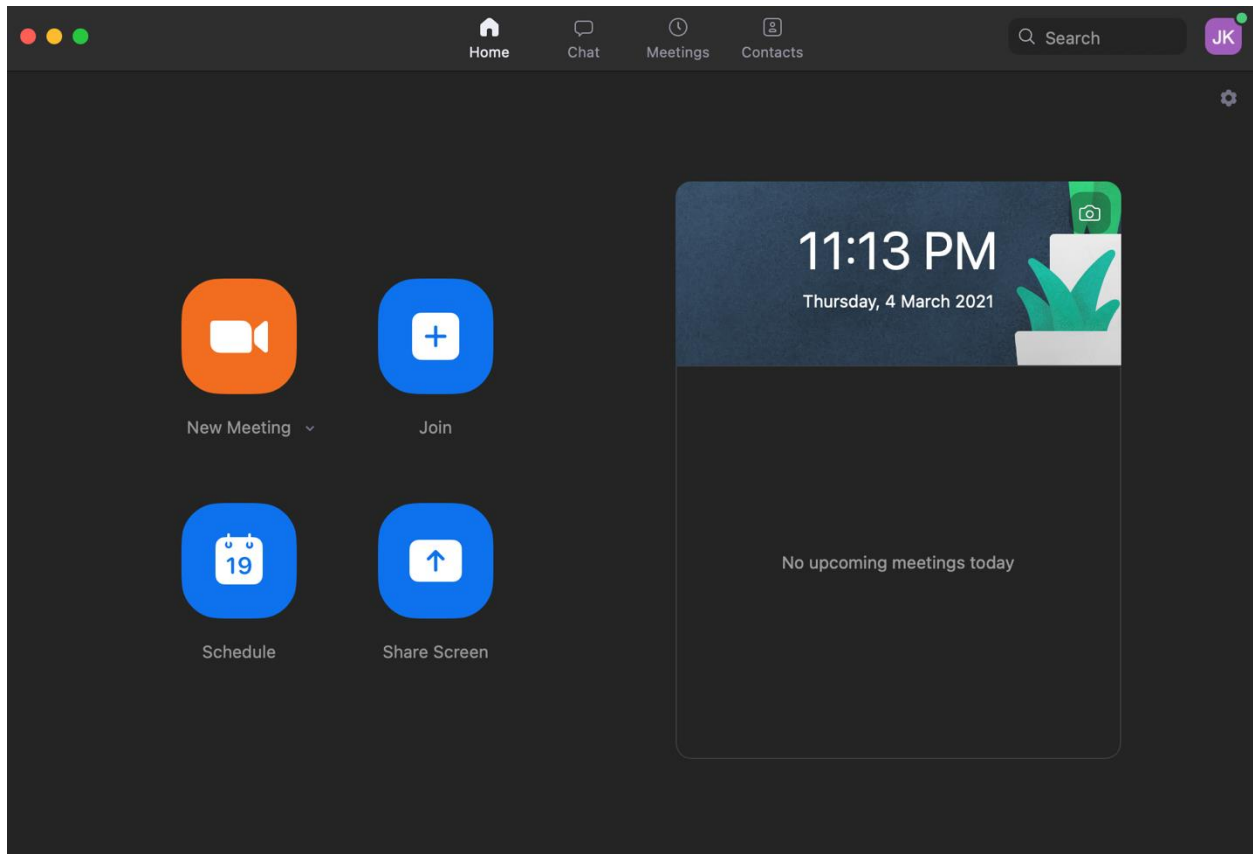 Home
Chat
Meetings
Contacts
Search
JK
11:13 PM
Thursday, 4 March 2021
New Meeting
Join
19
Schedule
Share Screen
No upcoming meetings today